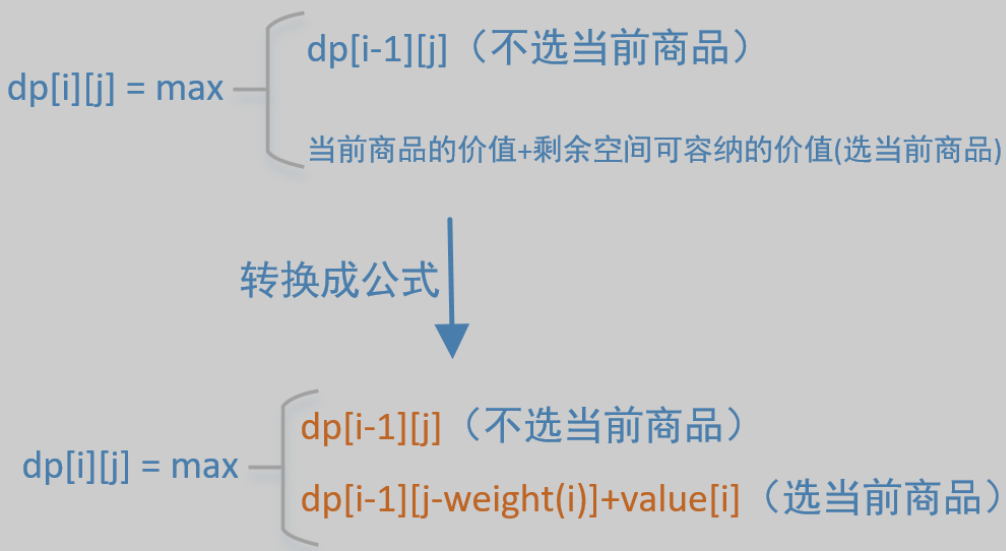 dp[i-1][j]（不选当前商品）
dp[i][j] = max
当前商品的价值+剩余空间可容纳的价值(选当前商品)
转换成公式
dp[i-1][j]（不选当前商品）
dp[i][j] = max
dp[i-1][j-weight(i)]+value[i]（选当前商品）